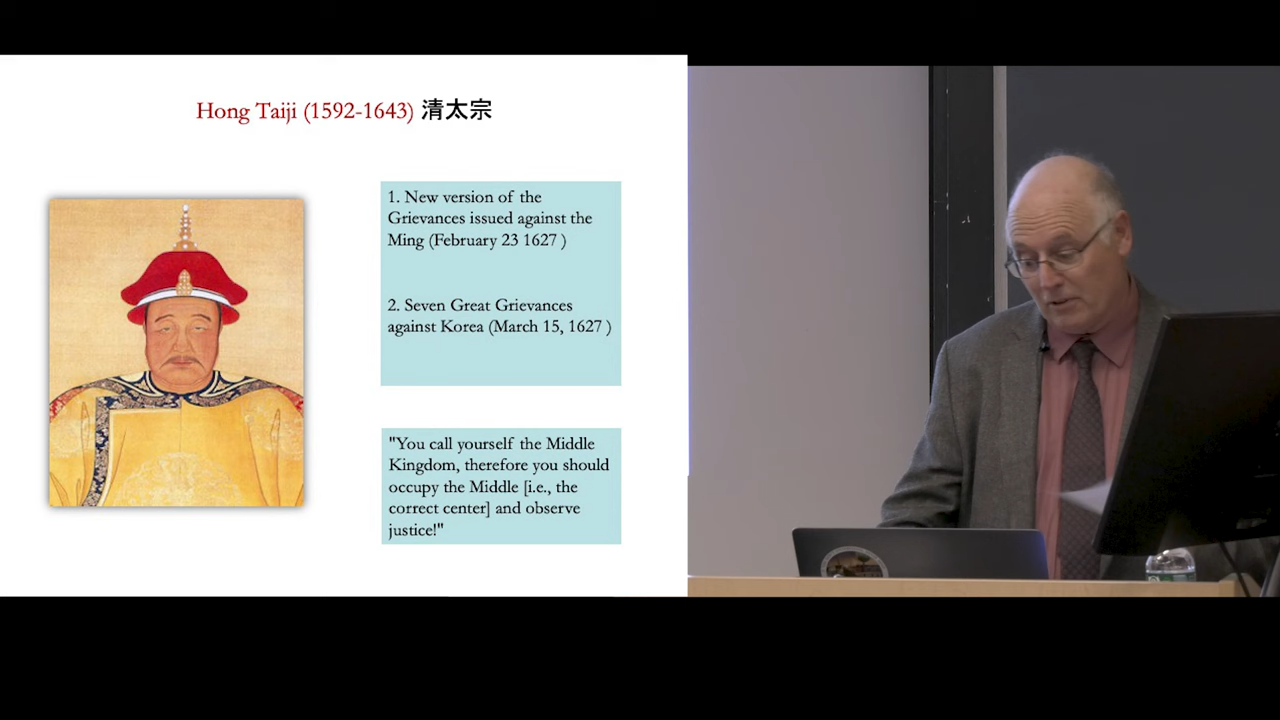 Hong Taiji (1592-1643) 清太宗
1. New version of the
Grievances issued against the
Ming (February 23 1627 )
2. Seven Great Grievances
against Korea (March 15, 1627 )
"You call yourself the Middle
Kingdom, therefore you should
occupy the Middle [i.e., the
correct center] and observe
justice!"